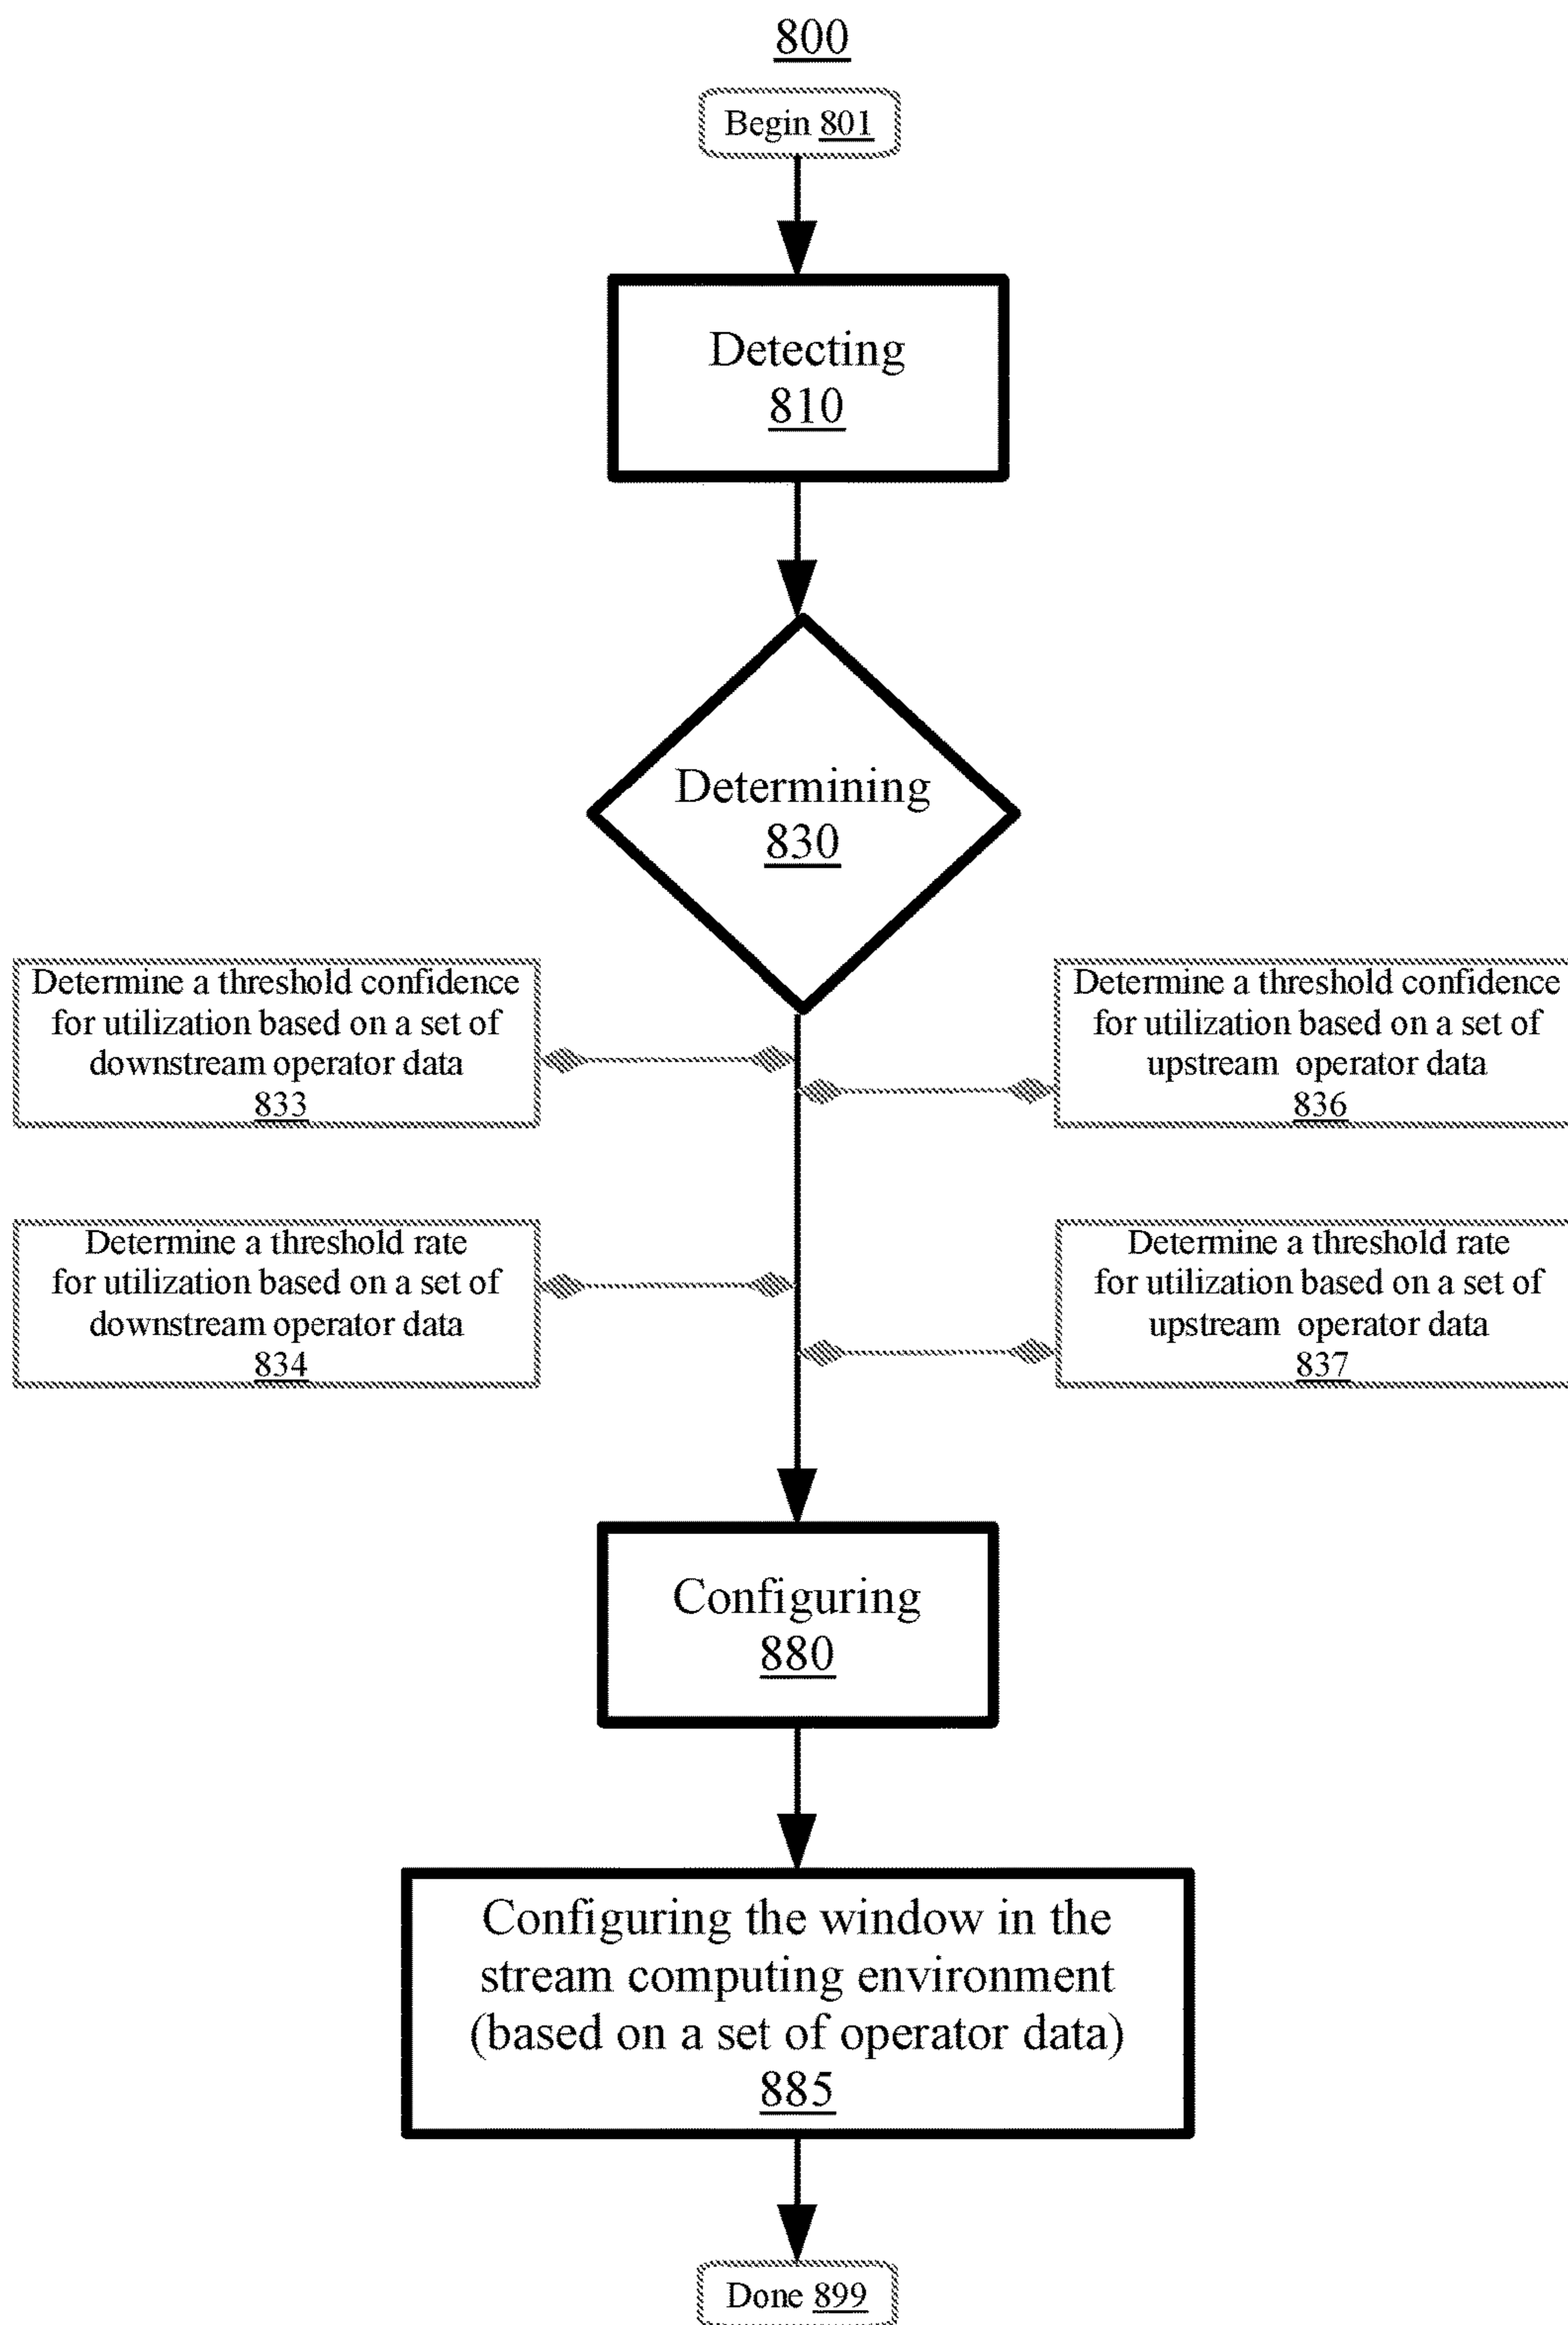 800
Begin 801
Detecting
810
Determining
830
Determine a threshold confidence
for utilization based on a set of
downstream operator data
833
Determine a threshold confidence
for utilization based on a set of
upstream operator data
836
Determine a threshold rate
for utilization based on a set of
downstream operator data
834
Determine a threshold rate
for utilization based on a set of
upstream operator data
837
Configuring
880
Configuring the window in the
stream computing environment
(based on a set of operator data)
885
Done 899